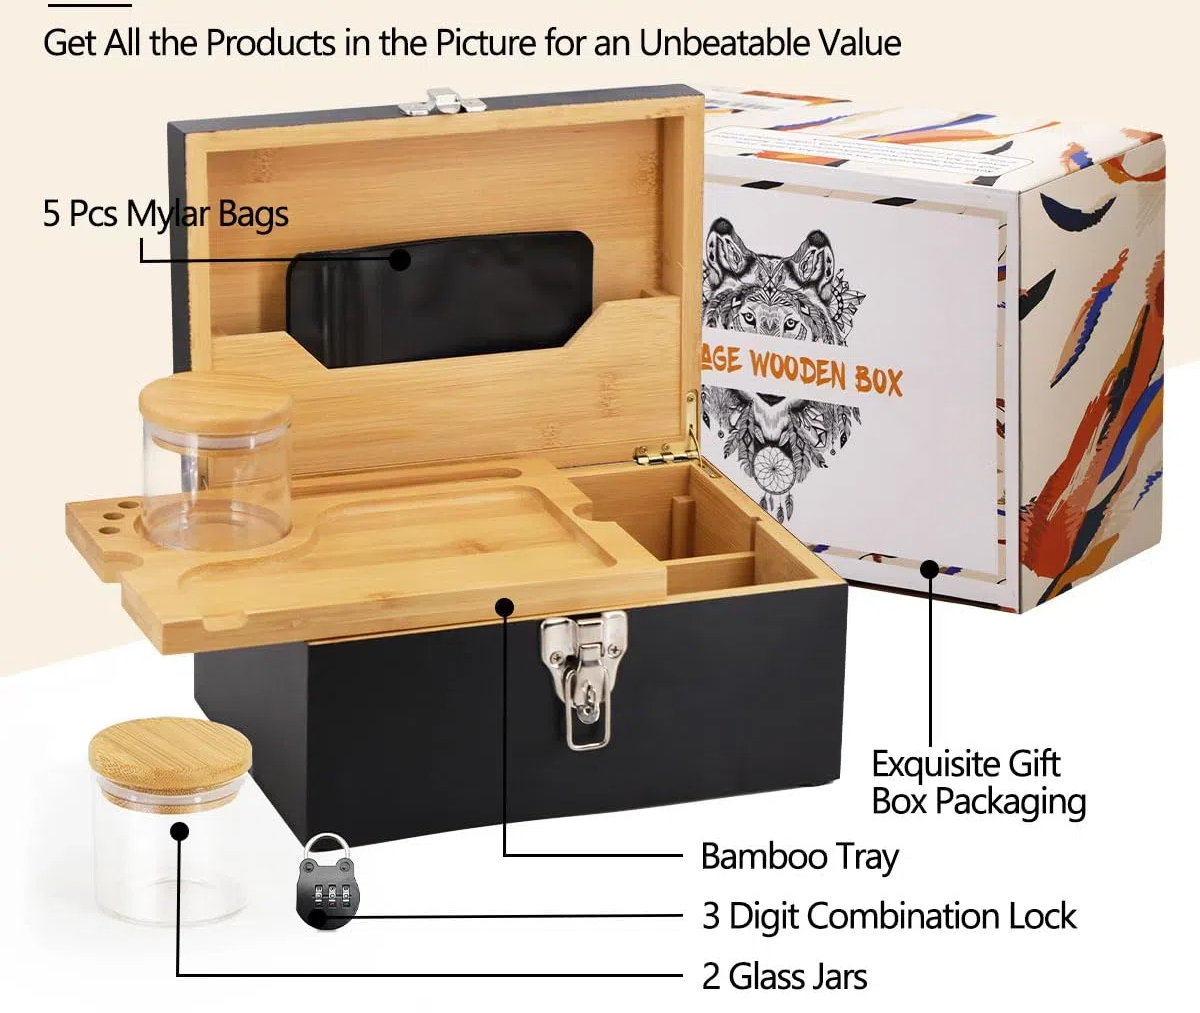 Get All the Products in the Picture for an Unbeatable Value
5 Pcs Mylar Bags
AGE WOODEN BOX
Exquisite Gift
Box Packaging
Bamboo Tray
3 Digit Combination Lock
2 Glass Jars